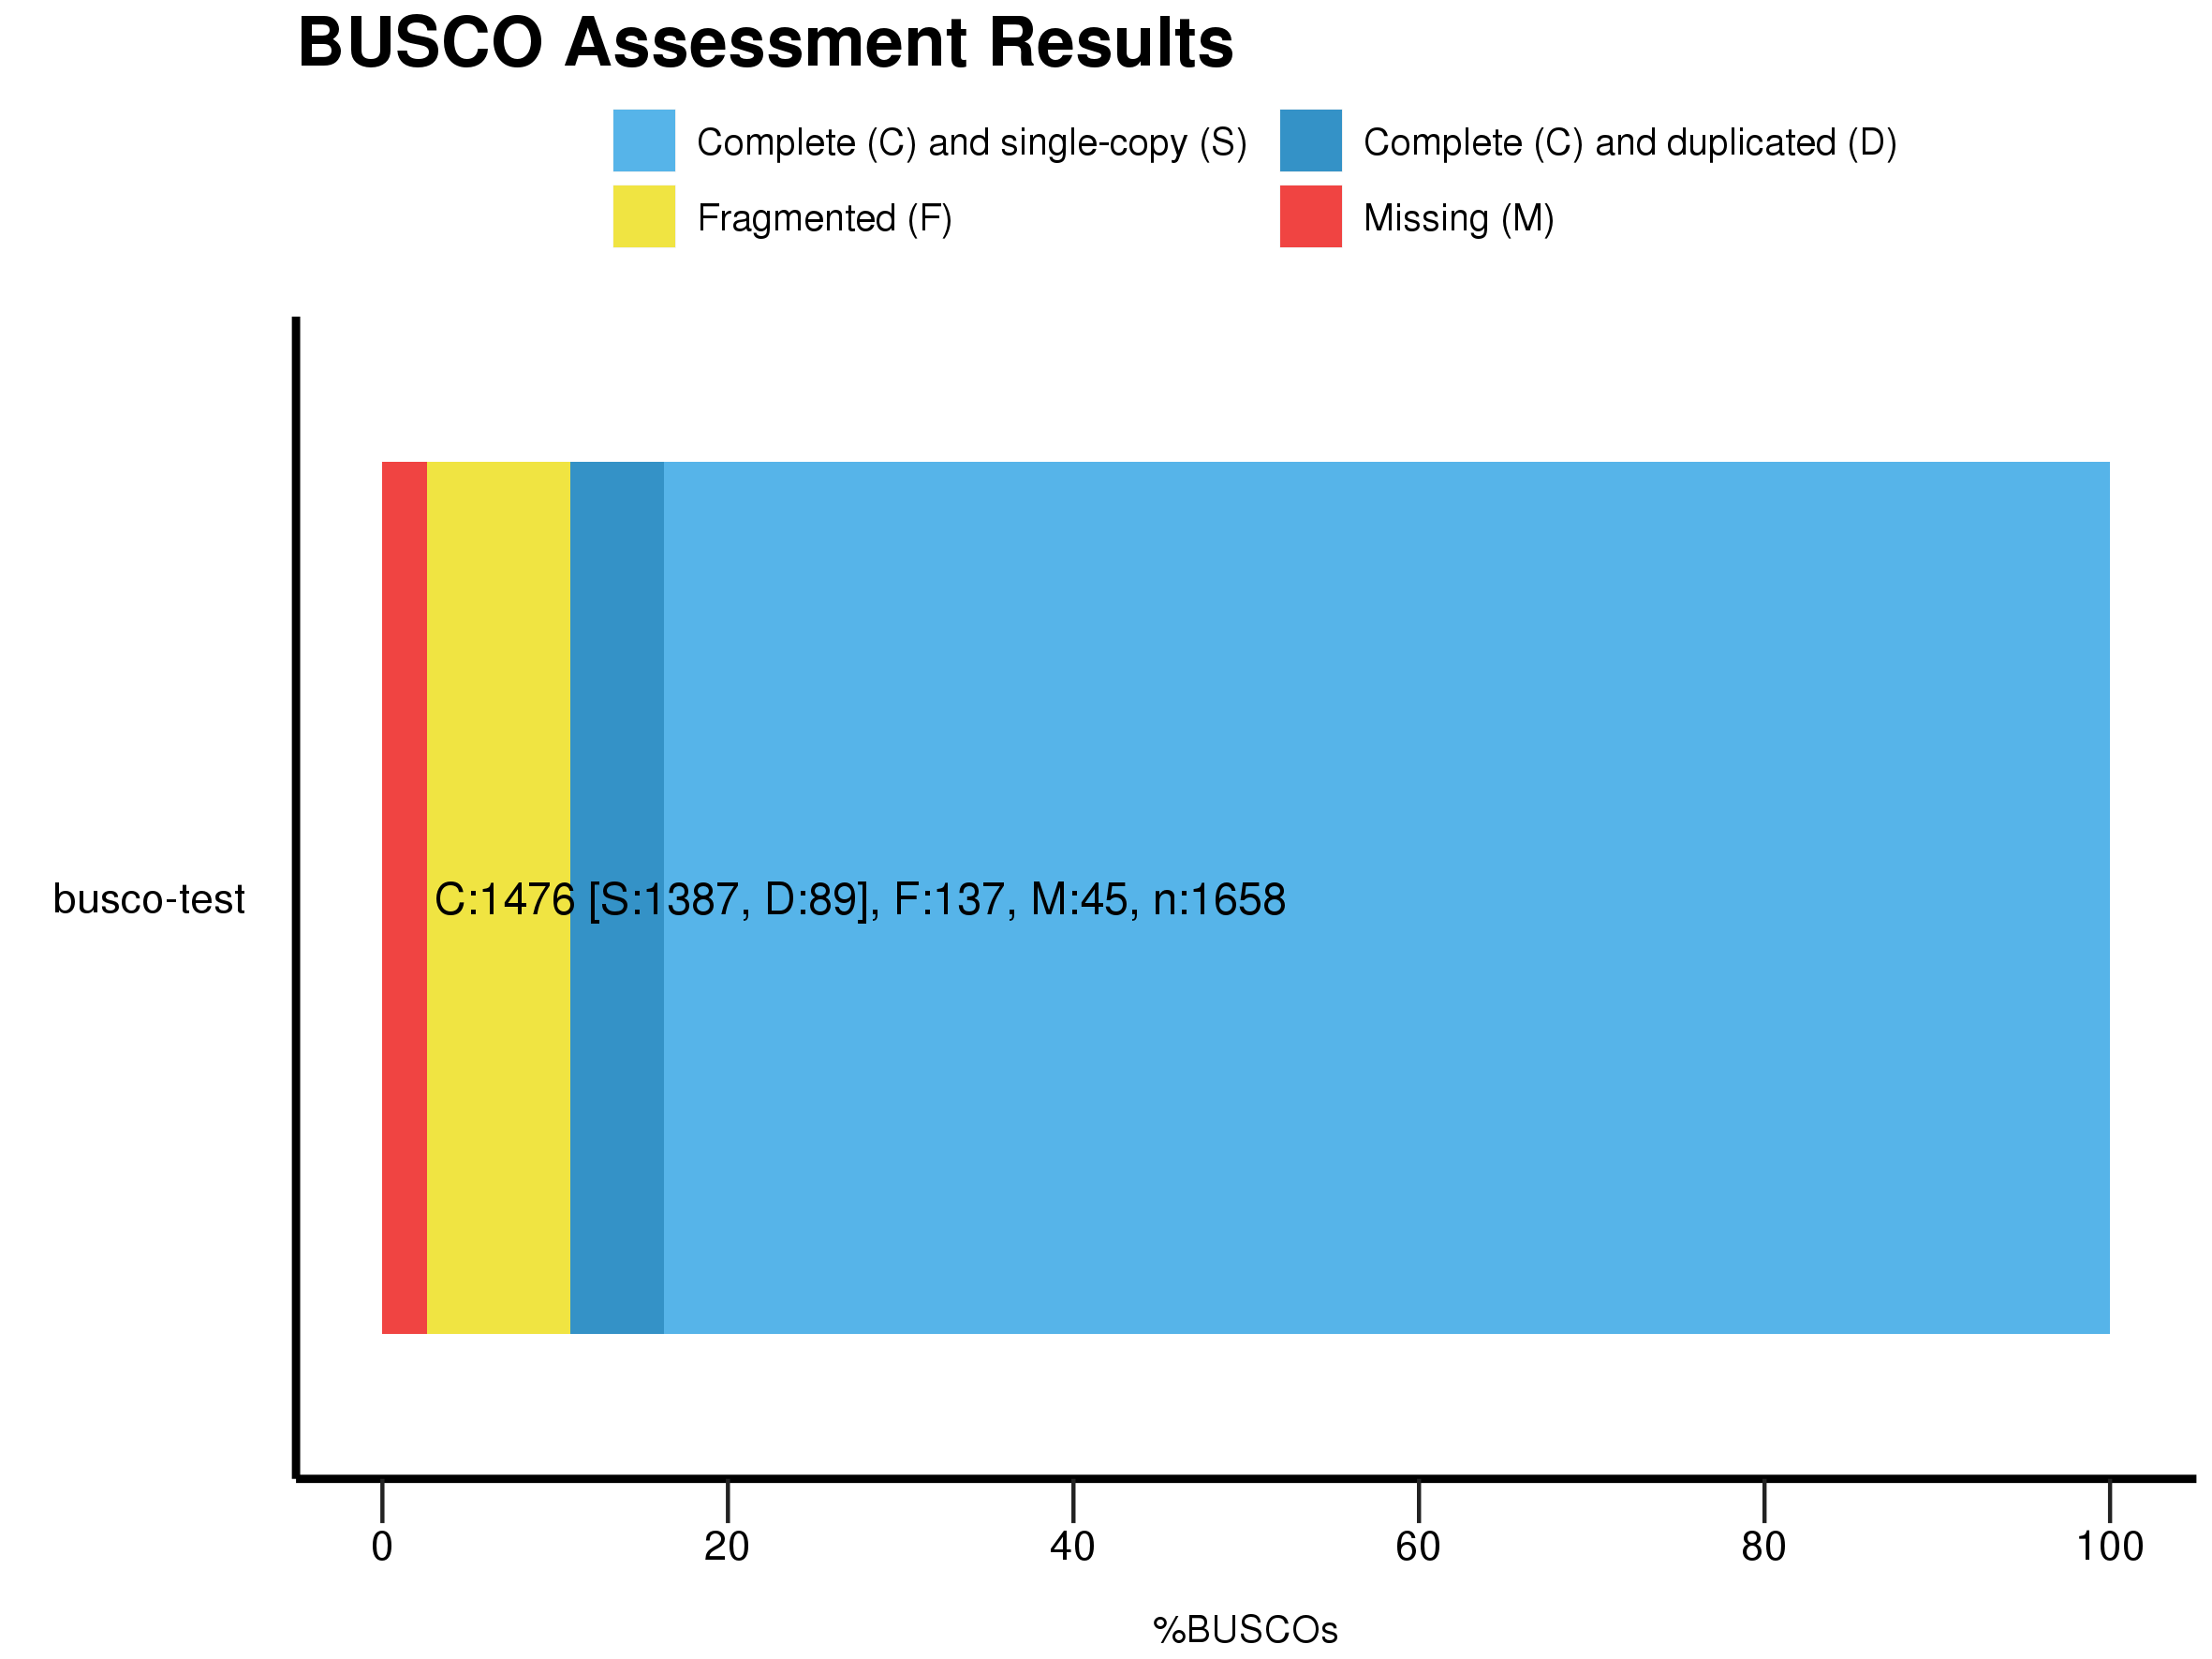 BUSCO Assessment Results
Complete (C) and single-copy (S)
Complete (C) and duplicated (D)
Fragmented (F)
Missing (M)
busco-test
C:1476 [S:1387, D:89], F:137, M:45, n:1658
0 20 40 60 80 100
%BUSCOs